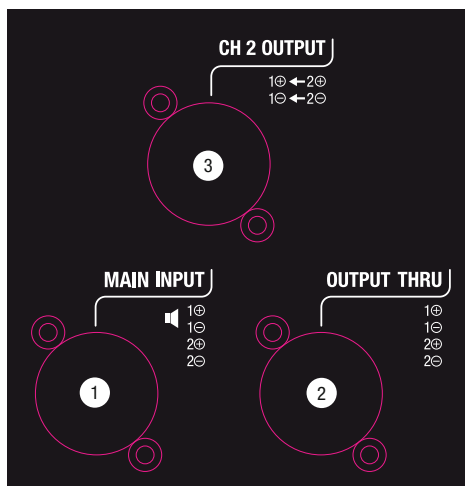 CH 2 OUTPUT
1⊕ ← 2⊕
1⊖ ← 2⊖
3
MAIN INPUT
1⊕
1⊖
2⊕
2⊖
1
OUTPUT THRU
1⊕
1⊖
2⊕
2⊖
2